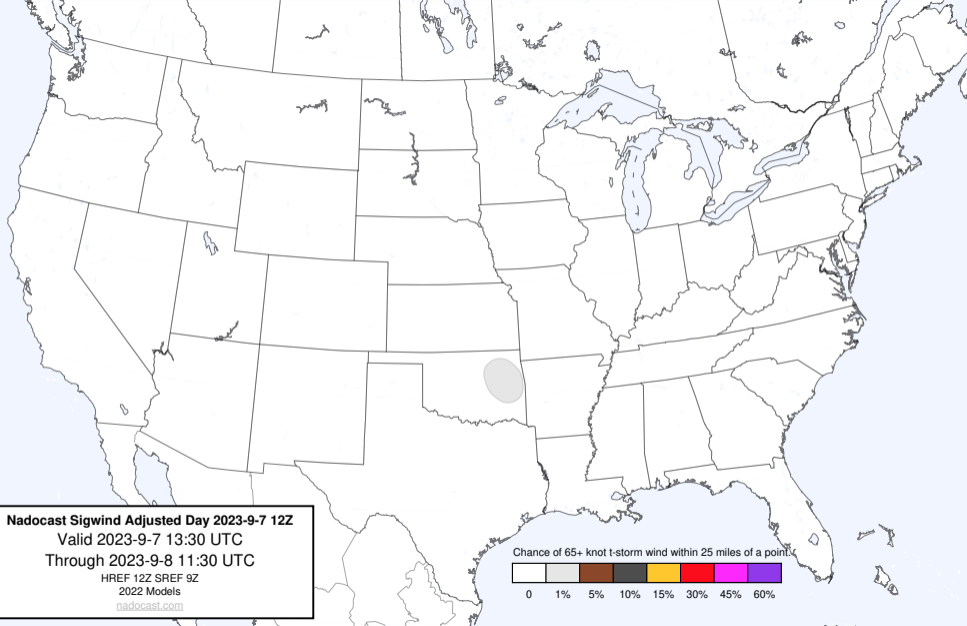 Nadocast Sigwind Adjusted Day 2023-9-7 12Z
Valid 2023-9-7 13:30 UTC
Through 2023-9-8 11:30 UTC
HREF 12Z SREF 9Z
2022 Models
nadocast.com
Chance of 65+ knot t-storm wind within 25 miles of a point.
0 1% 5% 10% 15% 30% 45% 60%